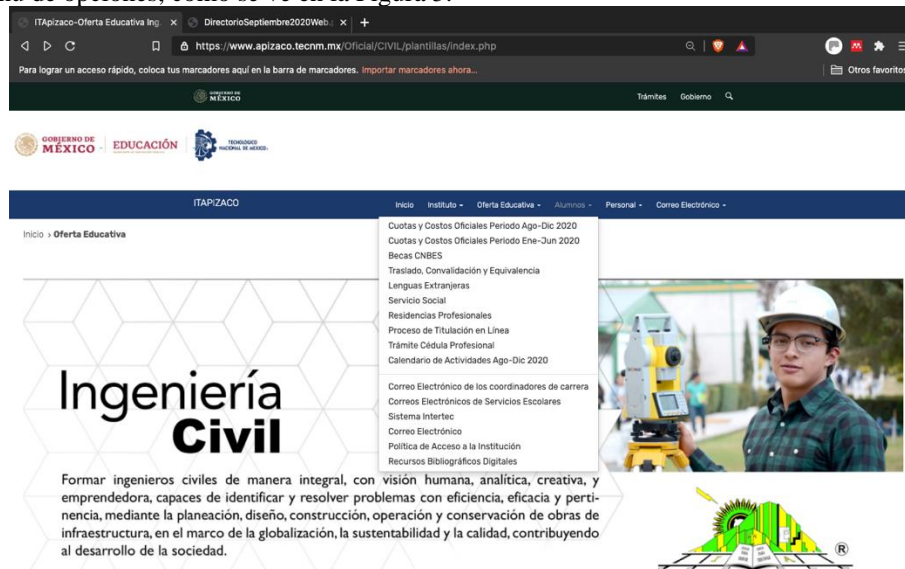 ITApizaco-Oferta Educativa Ing. × DirectorioSeptiembre2020Web. × +
https://www.apizaco.tecnm.mx/Oficial/CIVIL/plantillas/index.php
Para lograr un acceso rápido, coloca tus marcadores aquí en la barra de marcadores. Importar marcadores ahora... Otros favoritos
GOBIERNO DE MÉXICO Trámites Gobierno
GOBIERNO DE
MÉXICO EDUCACIÓN TECNOLÓGICO
NACIONAL DE MÉXICO
ITAPIZACO Inicio Instituto Oferta Educativa Alumnos Personal Correo Electrónico
Inicio > Oferta Educativa
Cuotas y Costos Oficiales Periodo Ago-Dic 2020
Cuotas y Costos Oficiales Periodo Ene-Jun 2020
Becas CNBES
Traslado, Convalidación y Equivalencia
Lenguas Extranjeras
Servicio Social
Residencias Profesionales
Proceso de Titulación en Línea
Trámite Cédula Profesional
Calendario de Actividades Ago-Dic 2020
Correo Electrónico de los coordinadores de carrera
Correos Electrónicos de Servicios Escolares
Sistema Intertec
Correo Electrónico
Política de Acceso a la Institución
Recursos Bibliográficos Digitales
Ingeniería
Civil
Formar ingenieros civiles de manera integral, con visión humana, analítica, creativa, y
emprendedora, capaces de identificar y resolver problemas con eficiencia, eficacia y perti-
nencia, mediante la planeación, diseño, construcción, operación y conservación de obras de
infraestructura, en el marco de la globalización, la sustentabilidad y la calidad, contribuyendo
al desarrollo de la sociedad.
®